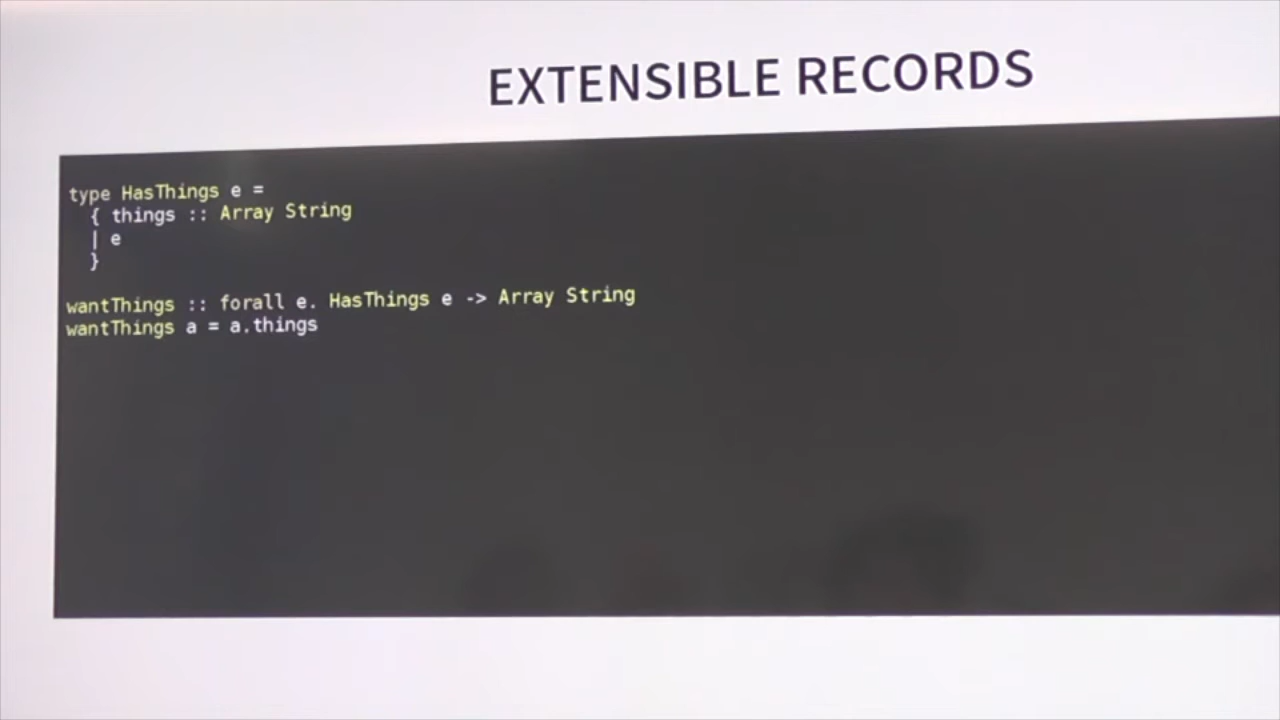 EXTENSIBLE RECORDS
type HasThings e =
  { things :: Array String
  | e
  }
wantThings :: forall e. HasThings e -> Array String
wantThings a = a.things